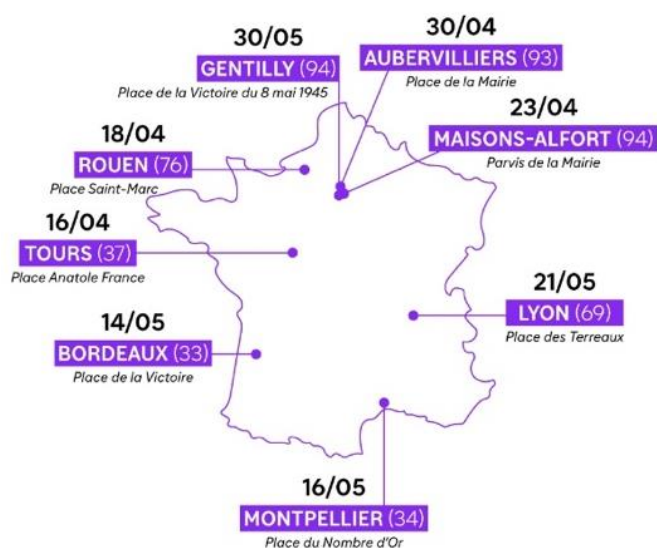 30/05
GENTILLY (94)
Place de la Victoire du 8 mai 1945
30/04
AUBERVILLIERS (93)
Place de la Mairie
23/04
MAISONS-ALFORT (94)
Parvis de la Mairie
18/04
ROUEN (76)
Place Saint-Marc
16/04
TOURS (37)
Place Anatole France
21/05
LYON (69)
Place des Terreaux
14/05
BORDEAUX (33)
Place de la Victoire
16/05
MONTPELLIER (34)
Place du Nombre d'Or